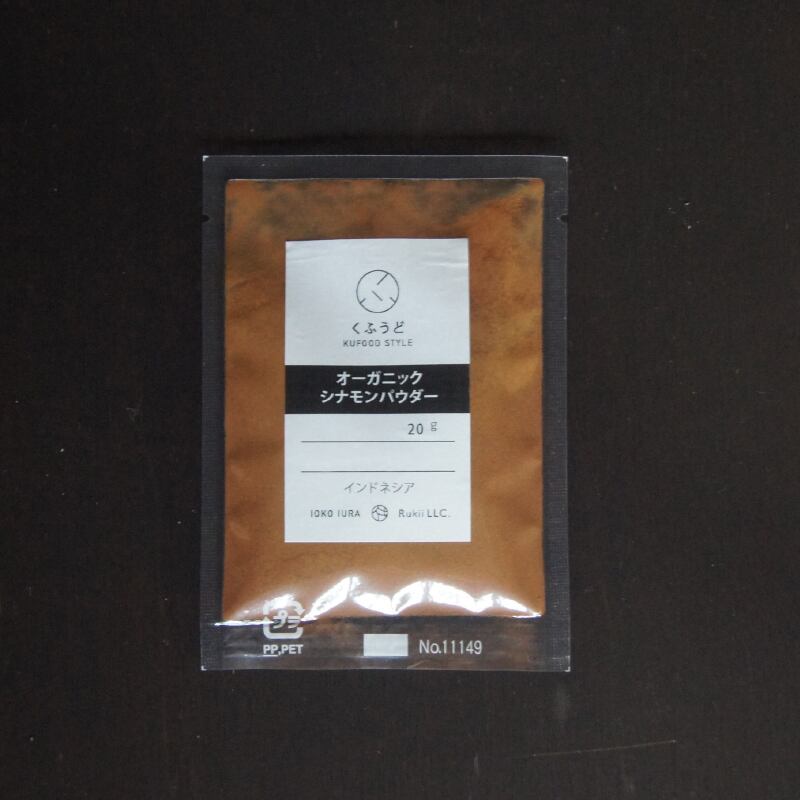 くふうど
KUFOOD STYLE
オーガニック
シナモンパウダー
20 g
インドネシア
IOKO IURA Rukii LLC.
プラ
PP,PET
No.11149